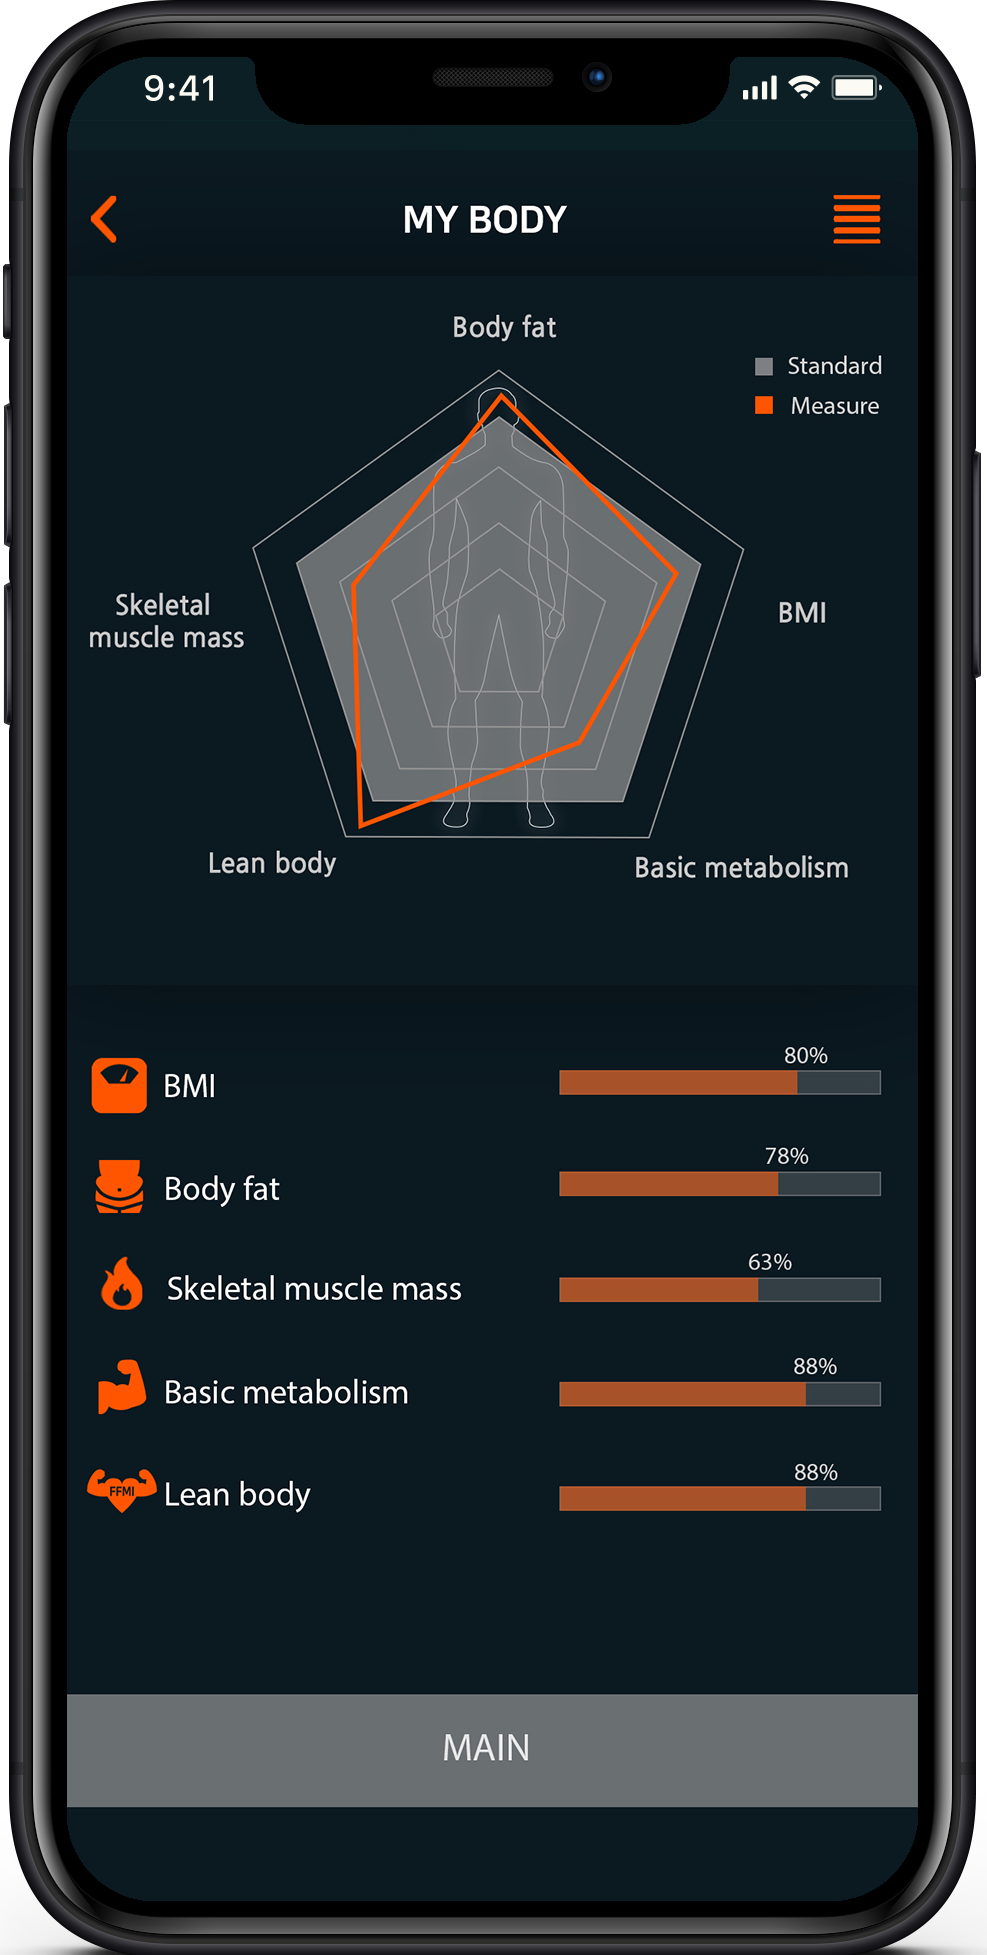 9:41
MY BODY
Body fat
Standard
Measure
Skeletal
muscle mass
BMI
Lean body
Basic metabolism
80%
BMI
78%
Body fat
63%
Skeletal muscle mass
88%
Basic metabolism
88%
FFMI
Lean body
MAIN